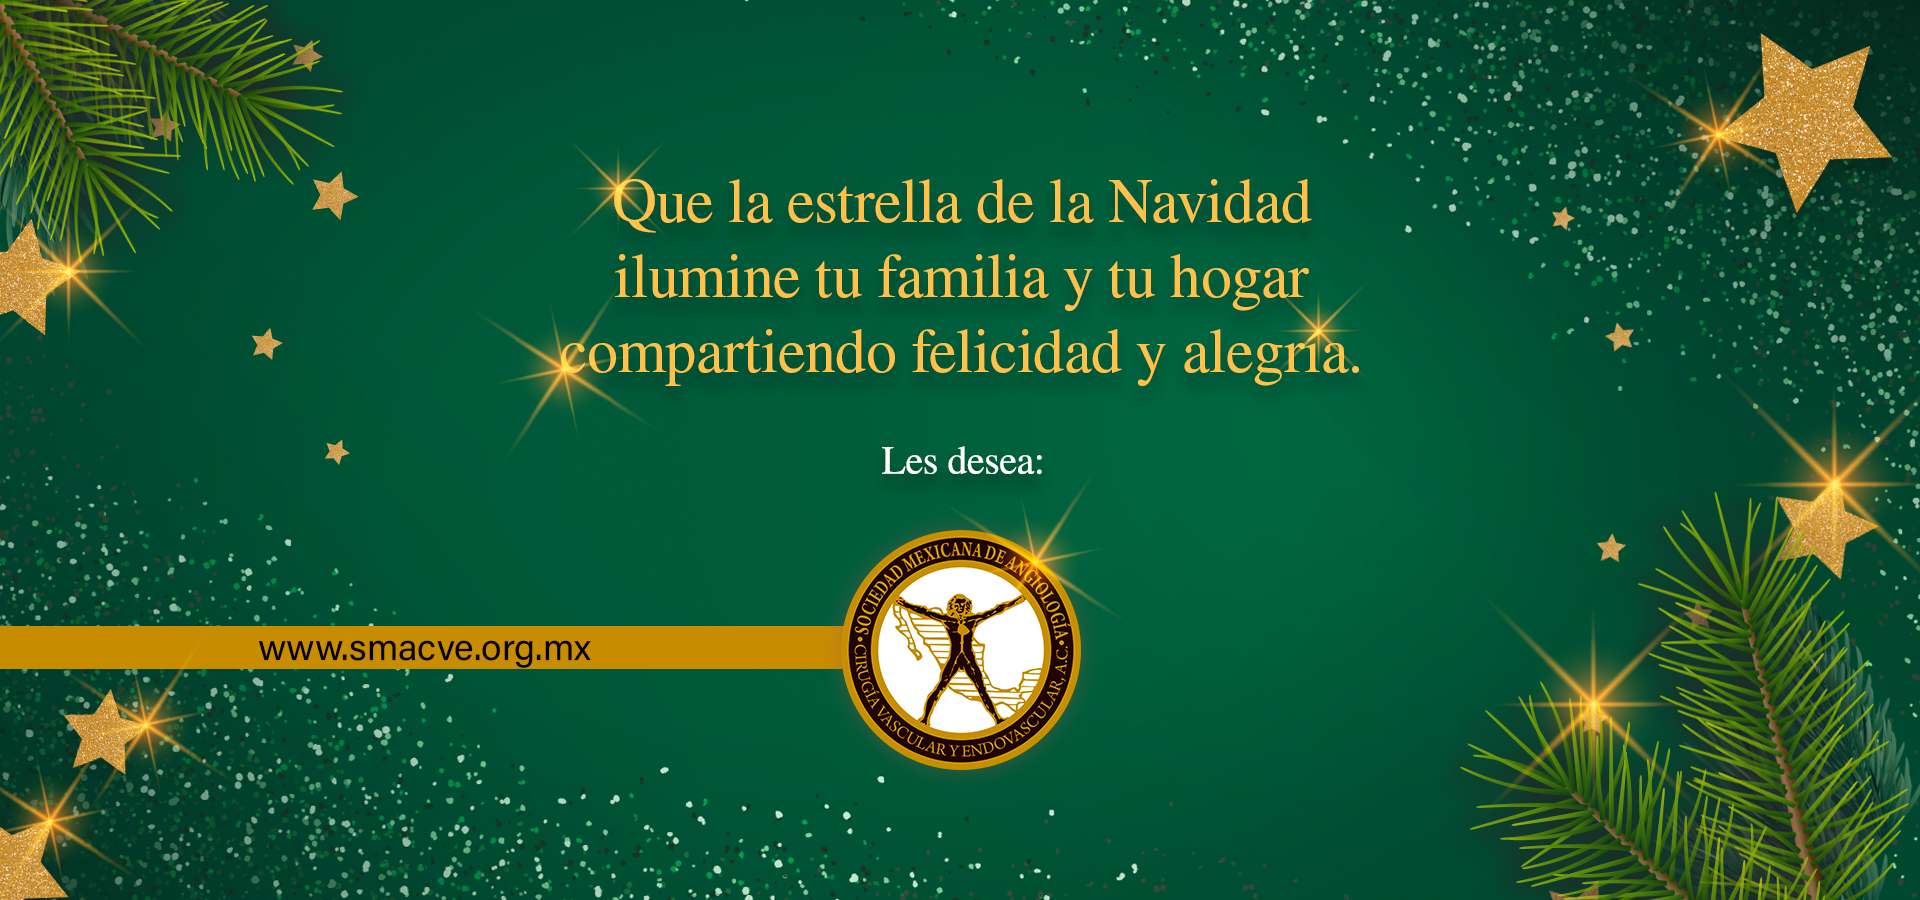 Que la estrella de la Navidad
ilumine tu familia y tu hogar
compartiendo felicidad y alegría.
Les desea:
• SOCIEDAD MEXICANA DE ANGIOLOGÍA •
CIRUGÍA VASCULAR Y ENDOVASCULAR, A.C.
www.smacve.org.mx